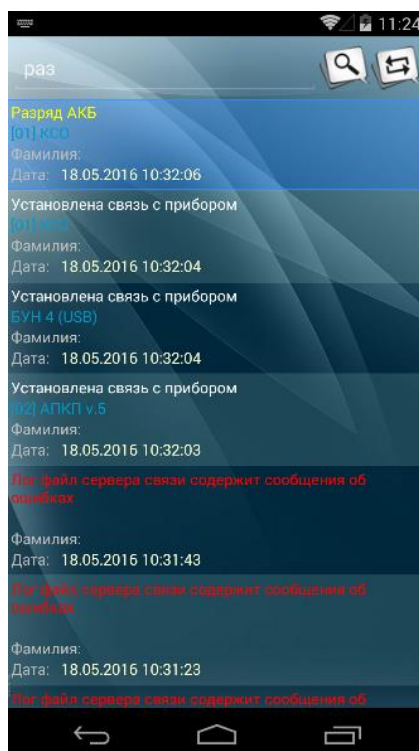 11:24
раз
Разряд АКБ
[01] КСО
Фамилия:
Дата: 18.05.2016 10:32:06
Установлена связь с прибором
[01] КСО
Фамилия:
Дата: 18.05.2016 10:32:04
Установлена связь с прибором
БУН 4 (USB)
Фамилия:
Дата: 18.05.2016 10:32:04
Установлена связь с прибором
[02] АПКП v.5
Фамилия:
Дата: 18.05.2016 10:32:03
Лог файл сервера связи содержит сообщения об
ошибках
Фамилия:
Дата: 18.05.2016 10:31:43
Лог файл сервера связи содержит сообщения об
ошибках
Фамилия:
Дата: 18.05.2016 10:31:23
Лог файл сервера связи содержит сообщения об